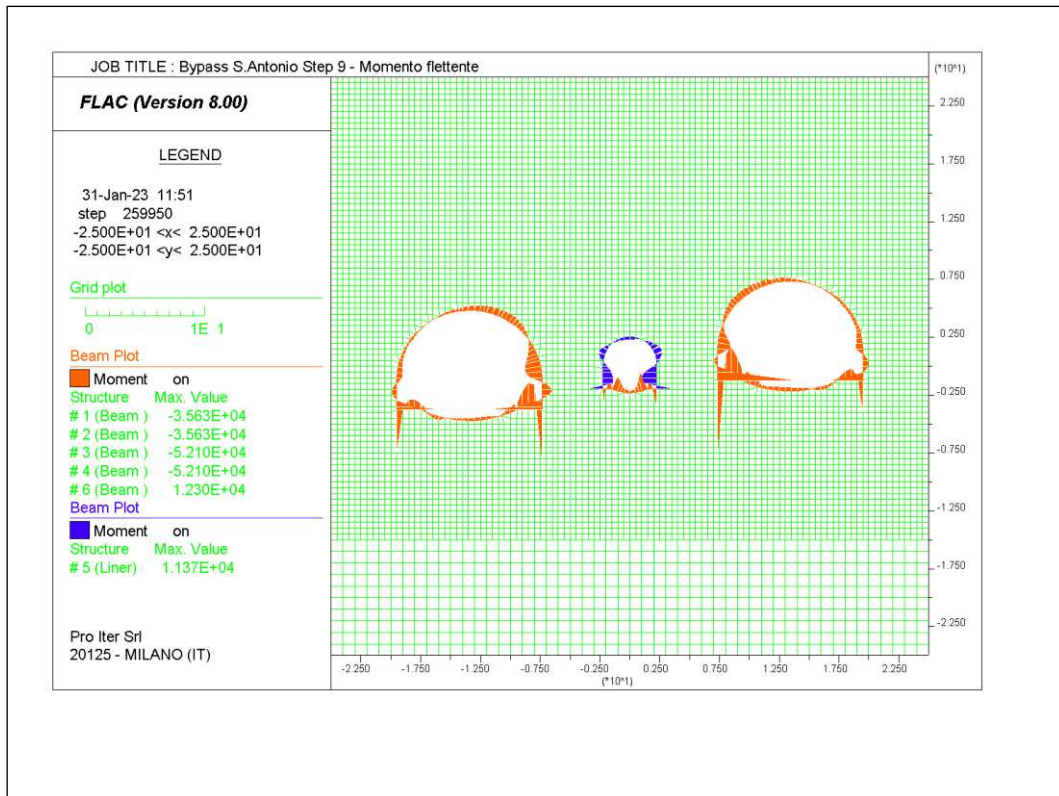 JOB TITLE : Bypass S.Antonio Step 9 - Momento flettente
(*10^1)
FLAC (Version 8.00)
LEGEND
31-Jan-23 11:51
step 259950
-2.500E+01 <x< 2.500E+01
-2.500E+01 <y< 2.500E+01
Grid plot
0 1E 1
Beam Plot
Moment on
Structure Max. Value
# 1 (Beam ) -3.563E+04
# 2 (Beam ) -3.563E+04
# 3 (Beam ) -5.210E+04
# 4 (Beam ) -5.210E+04
# 6 (Beam ) 1.230E+04
Beam Plot
Moment on
Structure Max. Value
# 5 (Liner) 1.137E+04
Pro Iter Srl
20125 - MILANO (IT)
2.250
1.750
1.250
0.750
0.250
-0.250
-0.750
-1.250
-1.750
-2.250
-2.250 -1.750 -1.250 -0.750 -0.250 0.250 0.750 1.250 1.750 2.250
(*10^1)